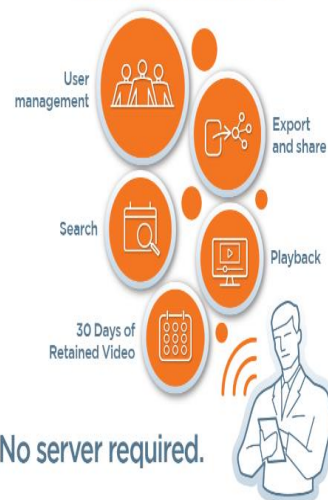 User
management
Export
and share
Search
Playback
30 Days of
Retained Video
No server required.